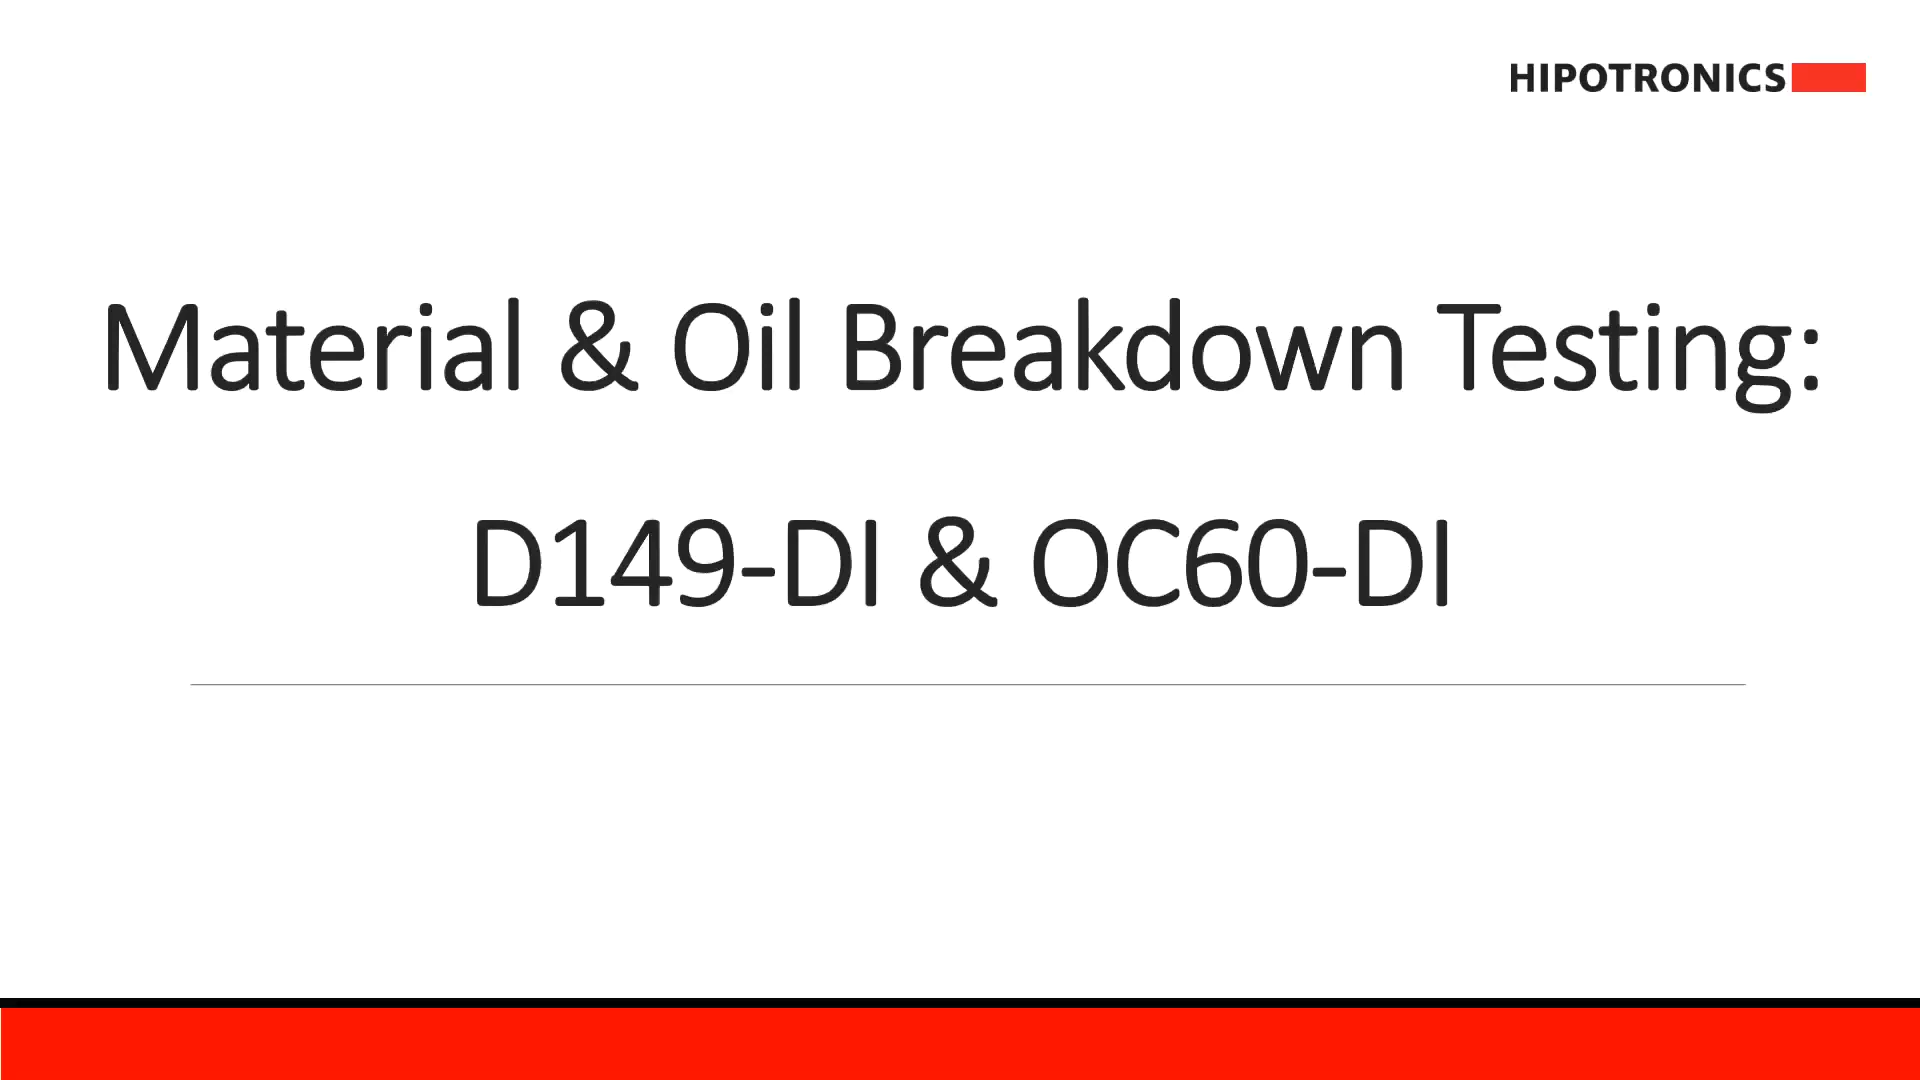 HIPOTRONICS
Material & Oil Breakdown Testing:
D149-DI & OC60-DI